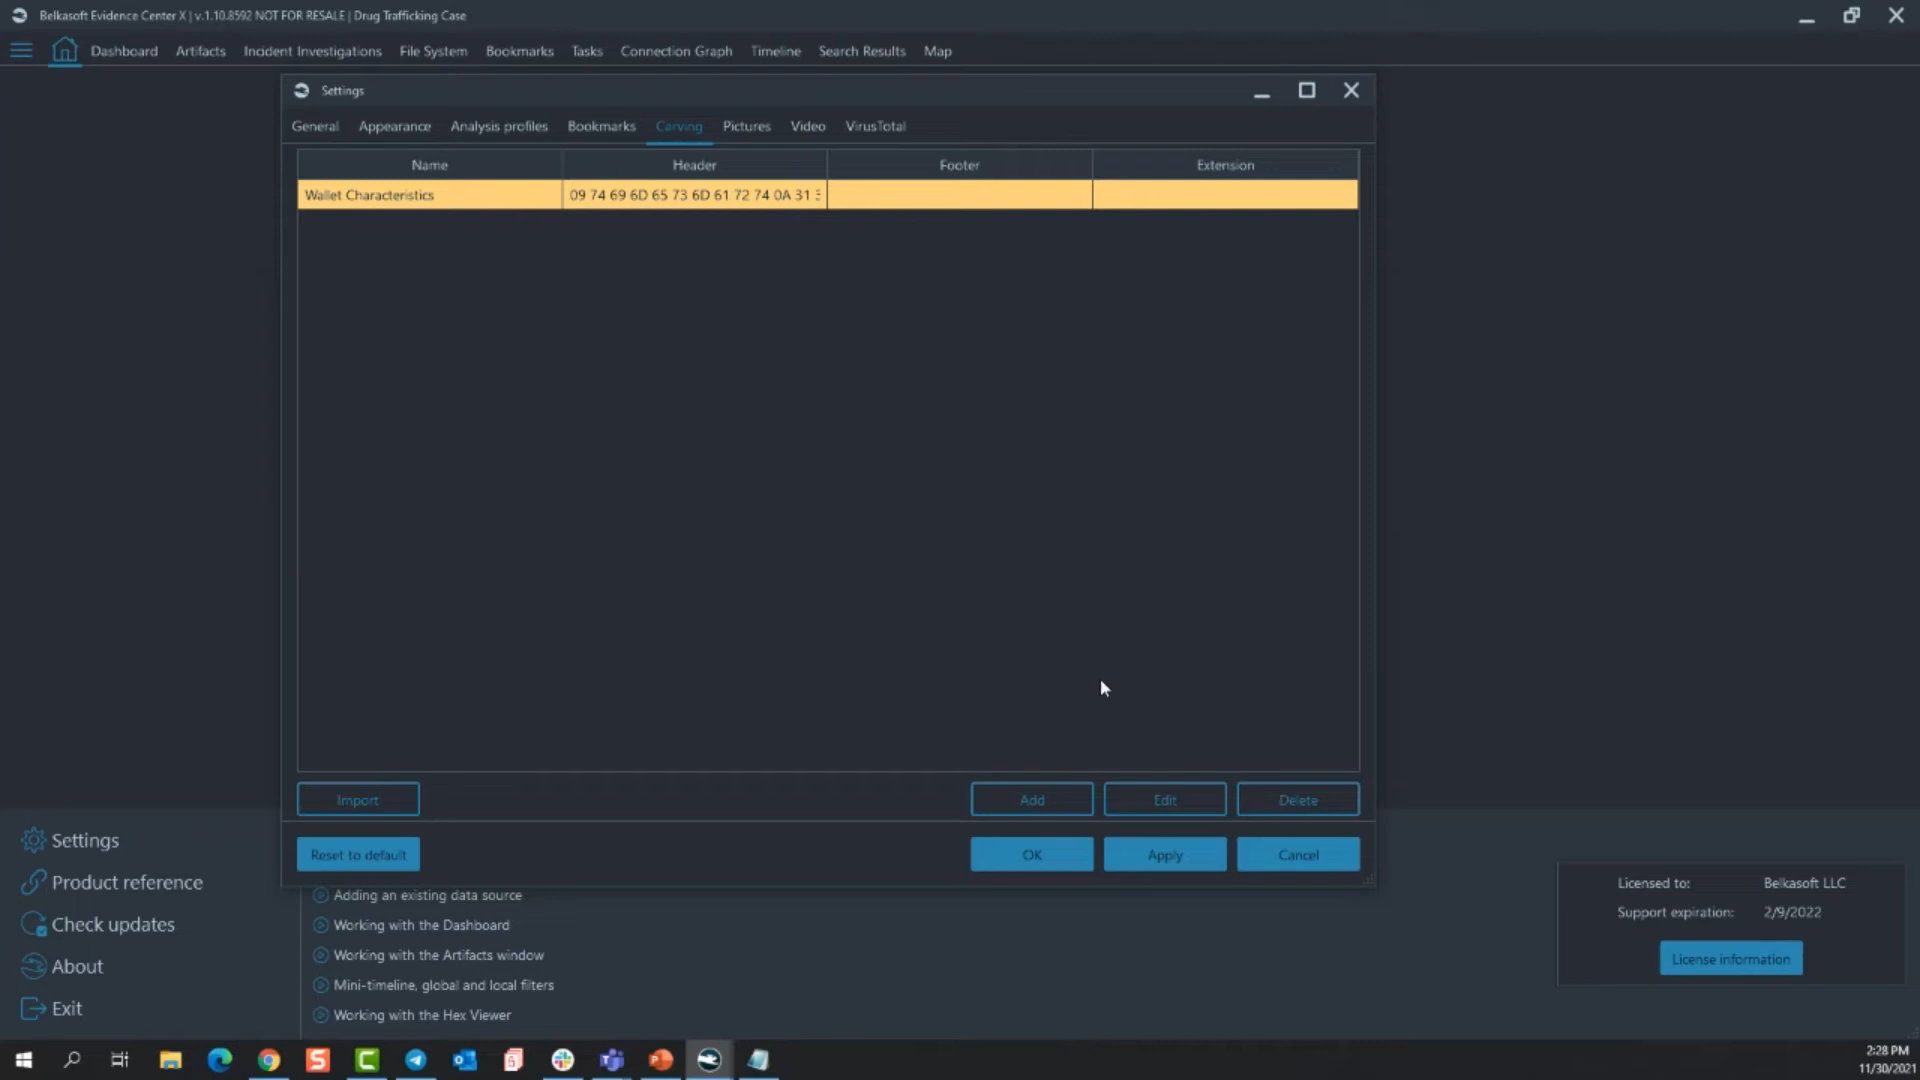 Belkasoft Evidence Center X | v.1.10.8592 NOT FOR RESALE | Drug Trafficking Case
Dashboard Artifacts Incident Investigations File System Bookmarks Tasks Connection Graph Timeline Search Results Map
Settings
General Appearance Analysis profiles Bookmarks Carving Pictures Video VirusTotal
Name Header Footer Extension
Wallet Characteristics 09 74 69 6D 65 73 6D 61 72 74 0A 31
Import Add Edit Delete
Reset to default OK Apply Cancel
Settings
Product reference
Check updates
About
Exit
Adding an existing data source
Working with the Dashboard
Working with the Artifacts window
Mini-timeline, global and local filters
Working with the Hex Viewer
Licensed to: Belkasoft LLC
Support expiration: 2/9/2022
License information
2:28 PM
11/30/2021